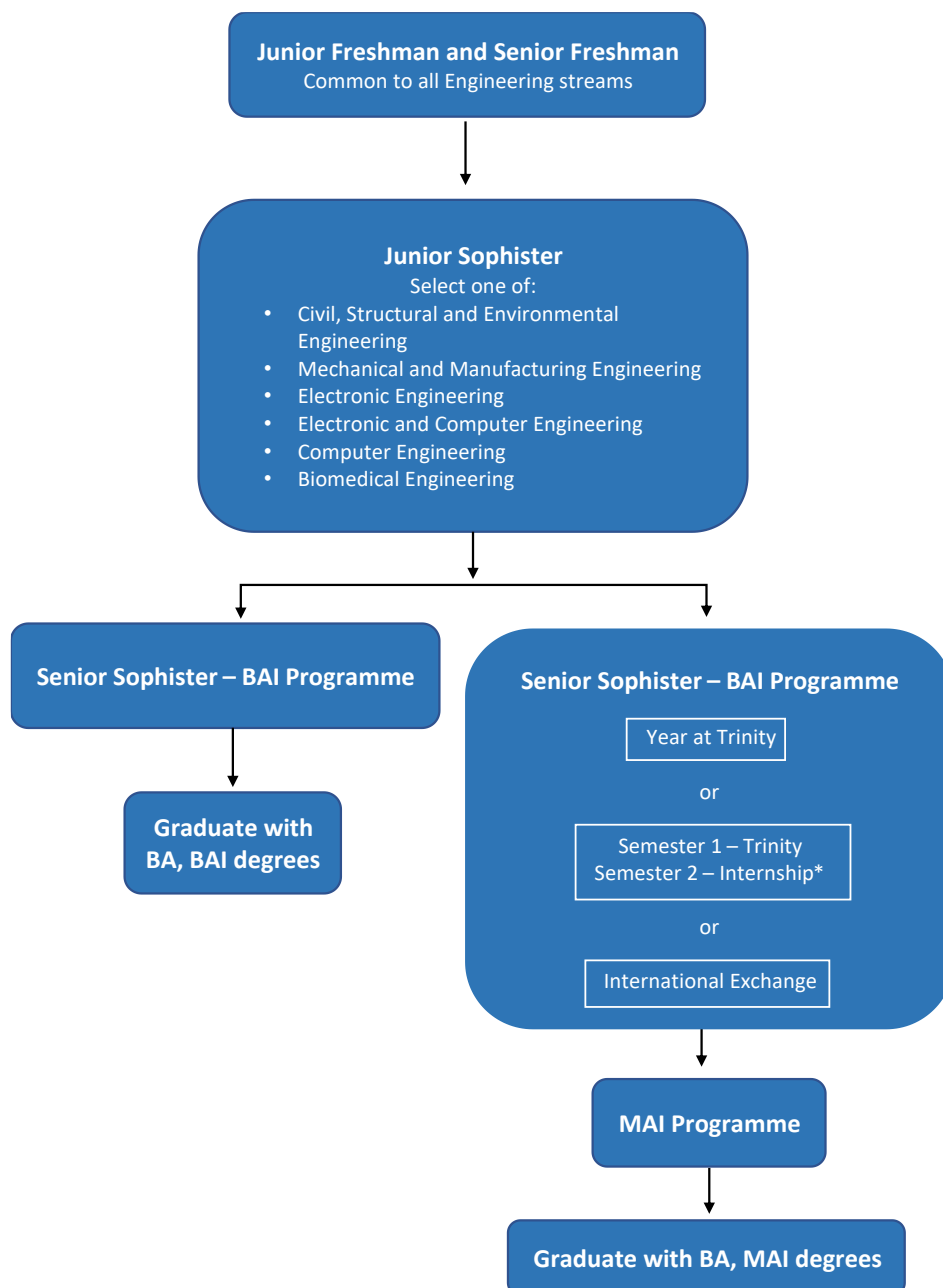 Junior Freshman and Senior Freshman
Common to all Engineering streams
Junior Sophister
Select one of:
• Civil, Structural and Environmental
Engineering
• Mechanical and Manufacturing Engineering
• Electronic Engineering
• Electronic and Computer Engineering
• Computer Engineering
• Biomedical Engineering
Senior Sophister – BAI Programme
Graduate with
BA, BAI degrees
Senior Sophister – BAI Programme
Year at Trinity
or
Semester 1 – Trinity
Semester 2 – Internship*
or
International Exchange
MAI Programme
Graduate with BA, MAI degrees